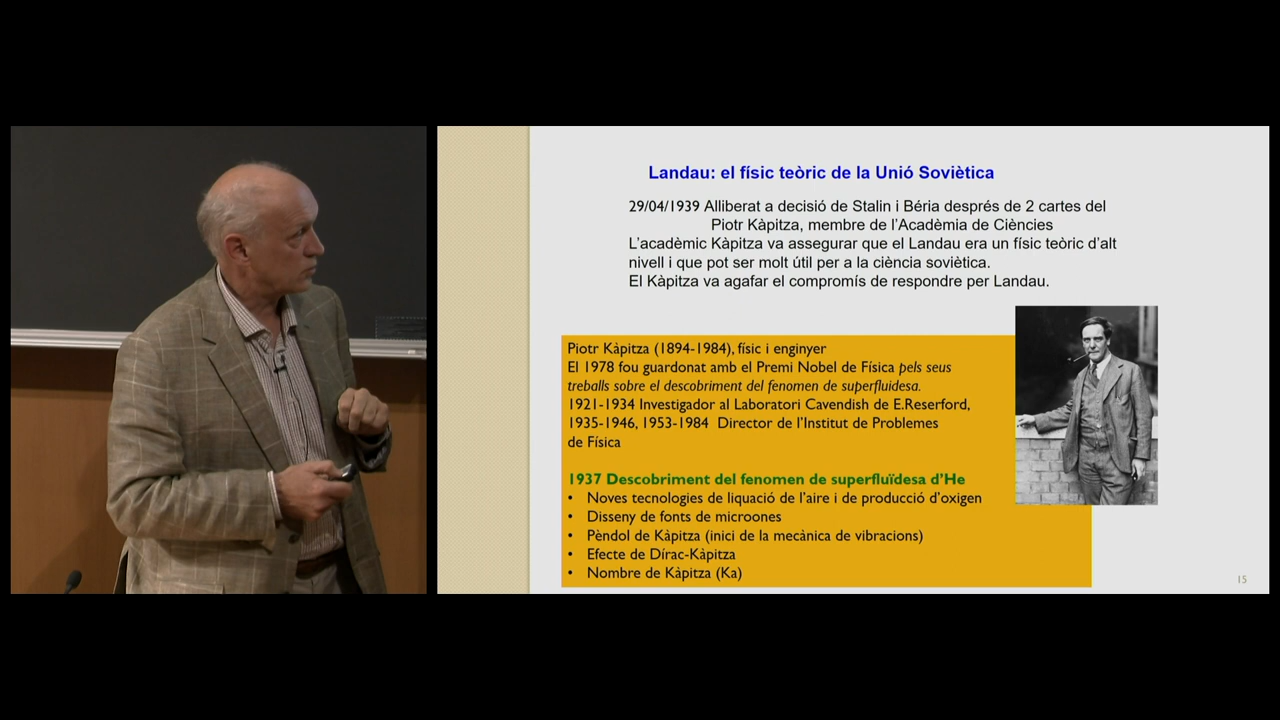 Landau: el físic teòric de la Unió Soviètica
29/04/1939 Alliberat a decisió de Stalin i Béria després de 2 cartes del
Piotr Kàpitza, membre de l'Acadèmia de Ciències
L'acadèmic Kàpitza va assegurar que el Landau era un físic teòric d'alt
nivell i que pot ser molt útil per a la ciència soviètica.
El Kàpitza va agafar el compromís de respondre per Landau.
Piotr Kàpitza (1894-1984), físic i enginyer
El 1978 fou guardonat amb el Premi Nobel de Física pels seus
treballs sobre el descobriment del fenomen de superfluidesa.
1921-1934 Investigador al Laboratori Cavendish de E.Reserford,
1935-1946, 1953-1984 Director de l'Institut de Problemes
de Física
1937 Descobriment del fenomen de superfluïdesa d'He
• Noves tecnologies de liquació de l'aire i de producció d'oxigen
• Disseny de fonts de microones
• Pèndol de Kàpitza (inici de la mecànica de vibracions)
• Efecte de Dírac-Kàpitza
• Nombre de Kàpitza (Ka)
15